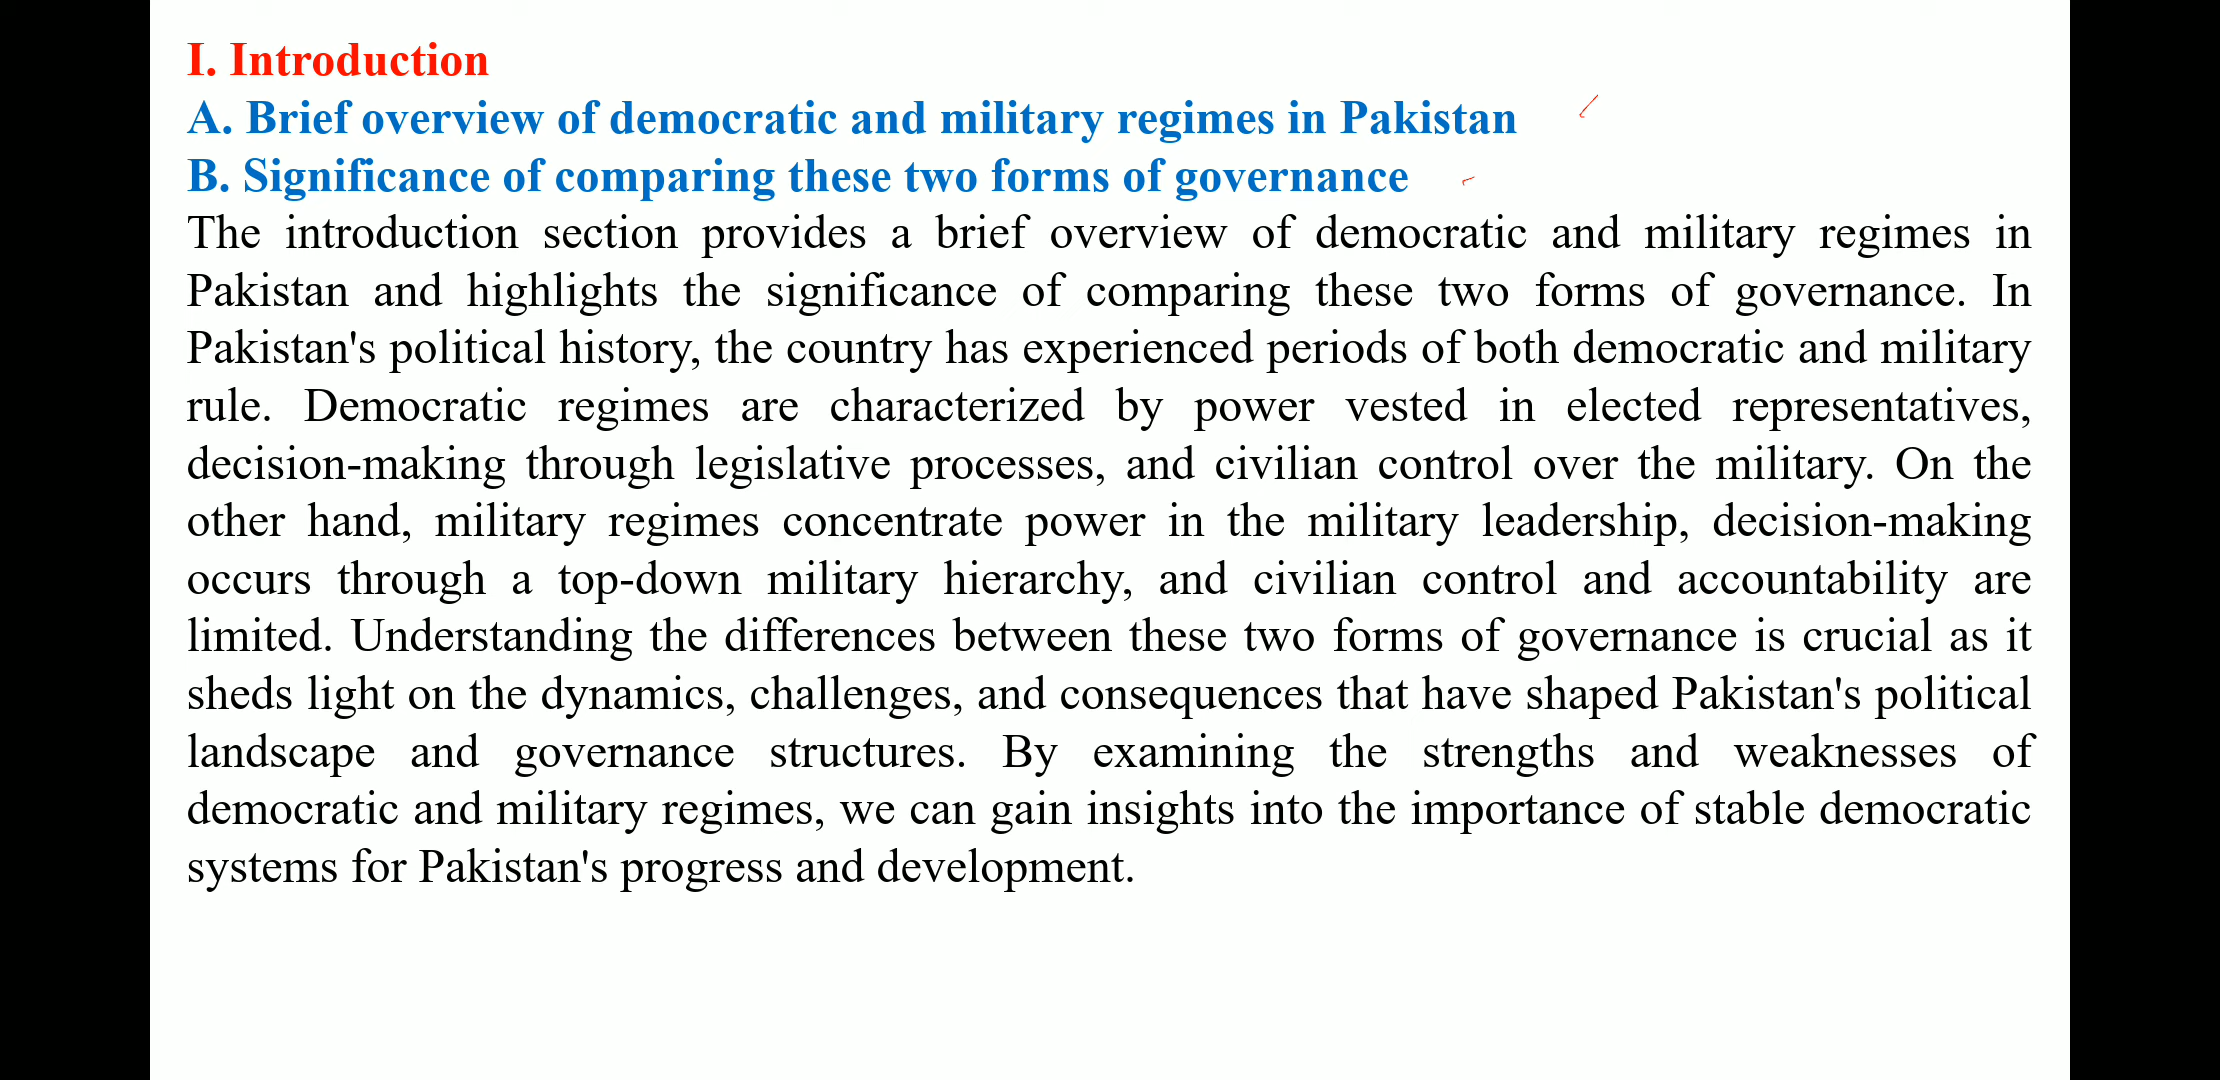 I. Introduction
A. Brief overview of democratic and military regimes in Pakistan
B. Significance of comparing these two forms of governance
The introduction section provides a brief overview of democratic and military regimes in
Pakistan and highlights the significance of comparing these two forms of governance. In
Pakistan's political history, the country has experienced periods of both democratic and military
rule. Democratic regimes are characterized by power vested in elected representatives,
decision-making through legislative processes, and civilian control over the military. On the
other hand, military regimes concentrate power in the military leadership, decision-making
occurs through a top-down military hierarchy, and civilian control and accountability are
limited. Understanding the differences between these two forms of governance is crucial as it
sheds light on the dynamics, challenges, and consequences that have shaped Pakistan's political
landscape and governance structures. By examining the strengths and weaknesses of
democratic and military regimes, we can gain insights into the importance of stable democratic
systems for Pakistan's progress and development.